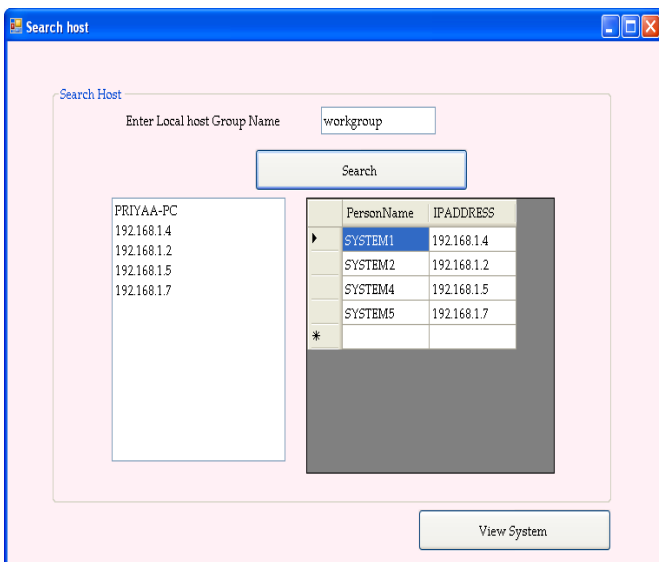 Search host
Search Host
Enter Local host Group Name workgroup
Search
PRIYAA-PC
192.168.1.4
192.168.1.2
192.168.1.5
192.168.1.7
PersonName IPADDRESS
SYSTEM1 192.168.1.4
SYSTEM2 192.168.1.2
SYSTEM4 192.168.1.5
SYSTEM5 192.168.1.7
View System